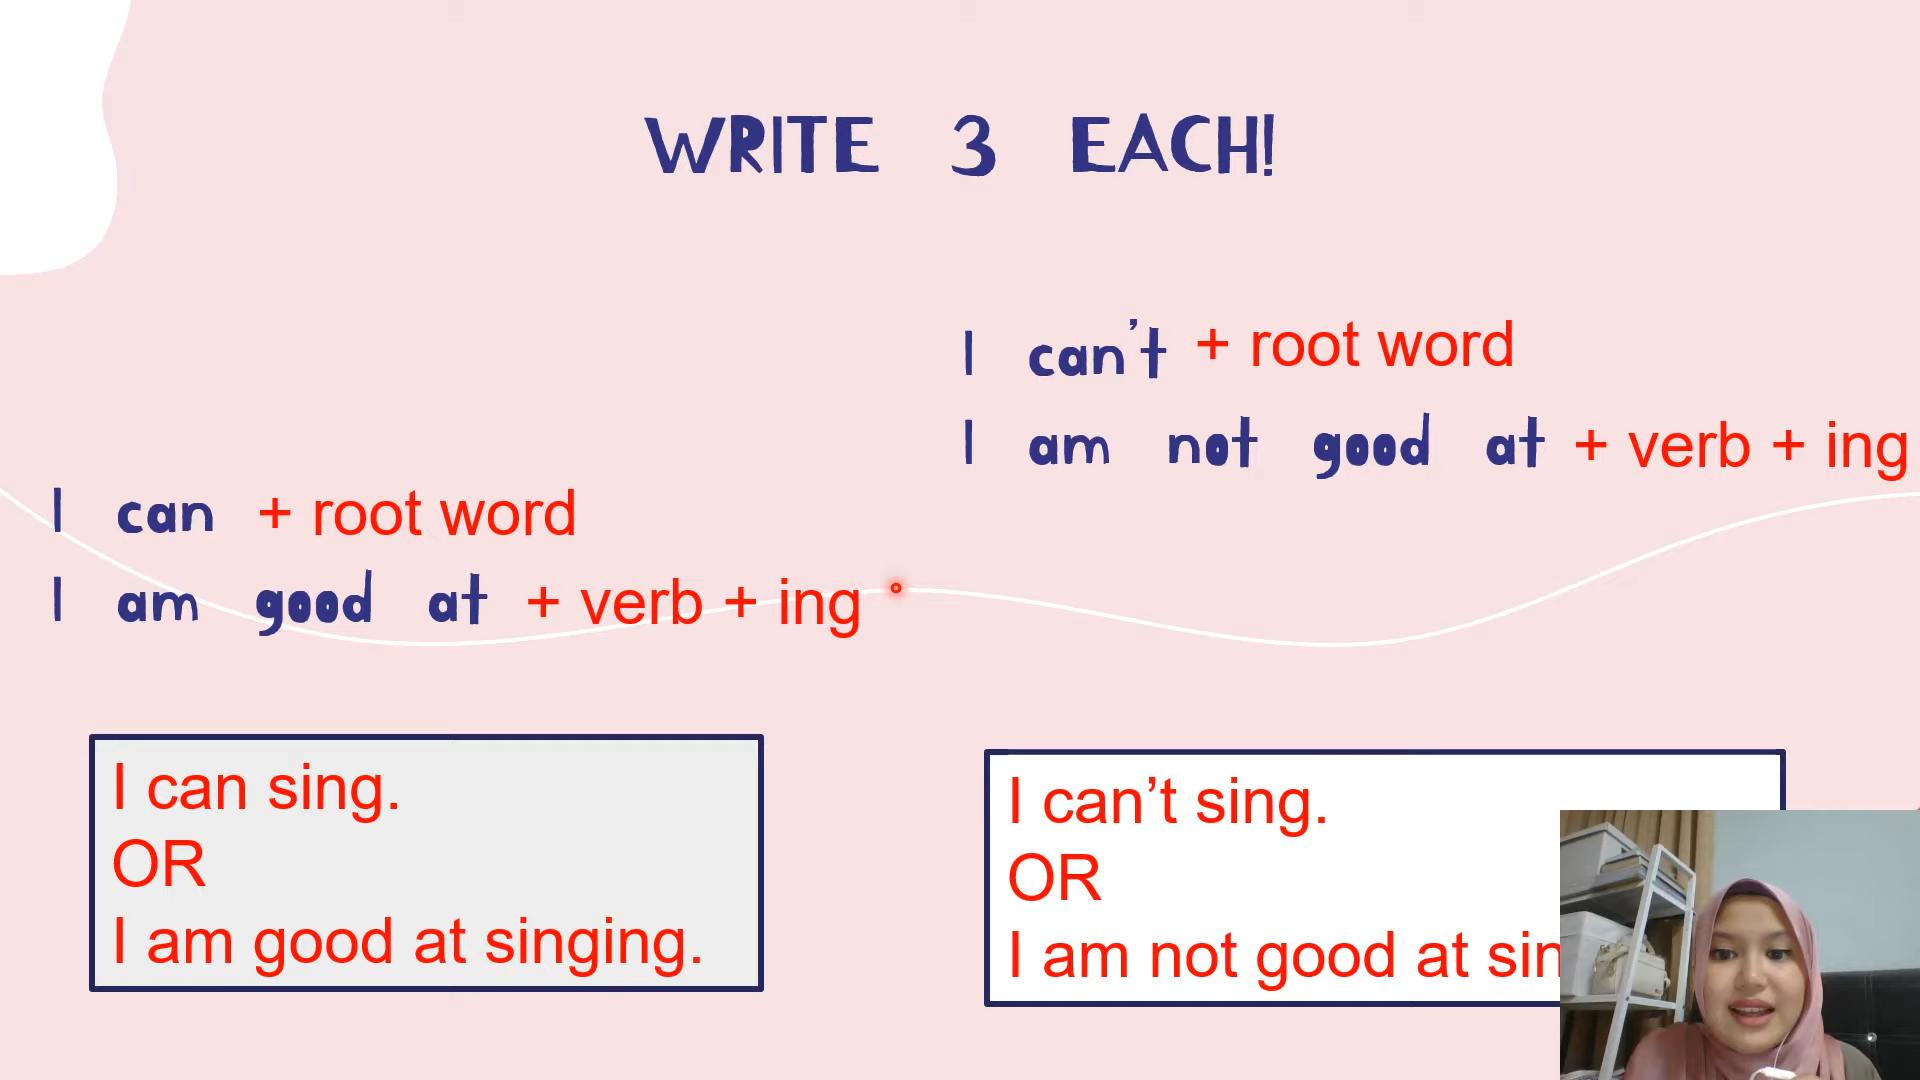 WRITE 3 EACH!
I can't + root word
I am not good at + verb + ing
I can + root word
I am good at + verb + ing
I can sing.
OR
I am good at singing.
I can’t sing.
OR
I am not good at